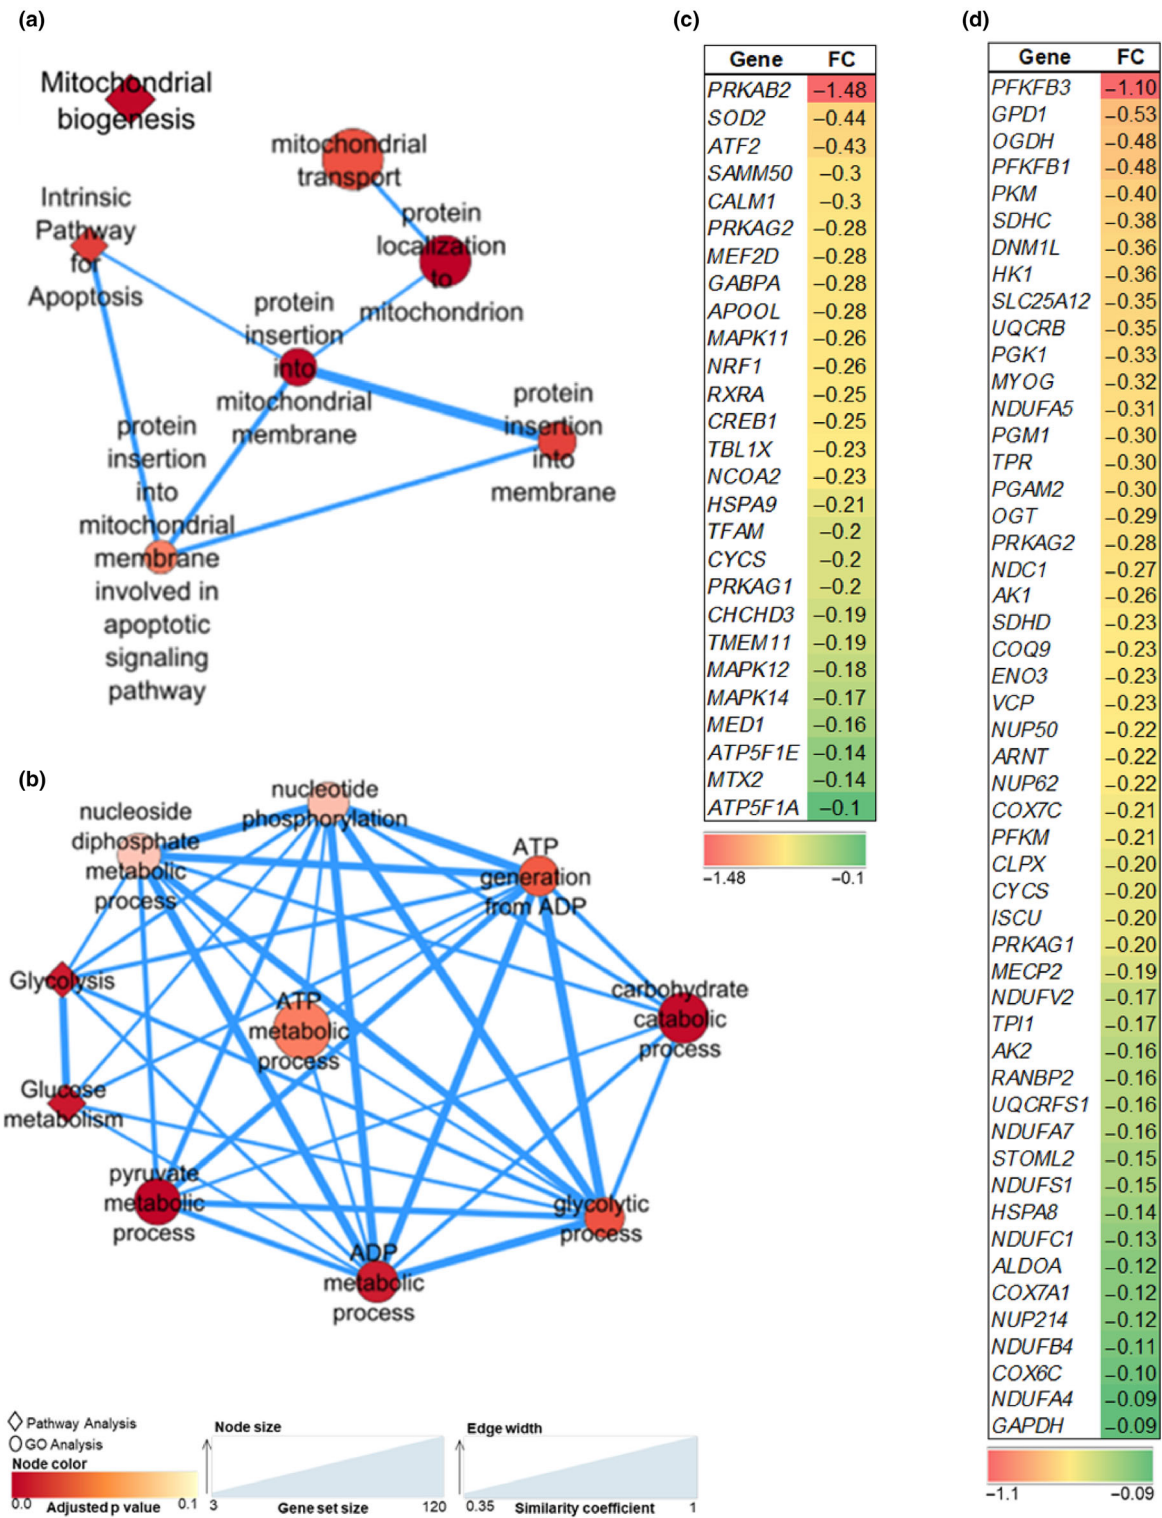 (a)
Mitochondrial
biogenesis
mitochondrial
transport
Intrinsic
Pathway
for
Apoptosis
protein
localization
to
mitochondrion
protein
insertion
into
mitochondrial
membrane
protein
insertion
into
membrane
protein
insertion
into
mitochondrial
membrane
involved in
apoptotic
signaling
pathway
(b)
nucleotide
phosphorylation
nucleoside
diphosphate
metabolic
process
ATP
generation
from ADP
Glycolysis
ATP
metabolic
process
carbohydrate
catabolic
process
Glucose
metabolism
pyruvate
metabolic
process
glycolytic
process
ADP
metabolic
process
Pathway Analysis
GO Analysis
Node color
0.0 Adjusted p value 0.1
Node size
3 Gene set size 120
Edge width
0.35 Similarity coefficient 1
(c)
Gene FC
PRKAB2 −1.48
SOD2 −0.44
ATF2 −0.43
SAMM50 −0.3
CALM1 −0.3
PRKAG2 −0.28
MEF2D −0.28
GABPA −0.28
APOOL −0.28
MAPK11 −0.26
NRF1 −0.26
RXRA −0.25
CREB1 −0.25
TBL1X −0.23
NCOA2 −0.23
HSPA9 −0.21
TFAM −0.2
CYCS −0.2
PRKAG1 −0.2
CHCHD3 −0.19
TMEM11 −0.19
MAPK12 −0.18
MAPK14 −0.17
MED1 −0.16
ATP5F1E −0.14
MTX2 −0.14
ATP5F1A −0.1
−1.48 −0.1
(d)
Gene FC
PFKFB3 −1.10
GPD1 −0.53
OGDH −0.48
PFKFB1 −0.48
PKM −0.40
SDHC −0.38
DNM1L −0.36
HK1 −0.36
SLC25A12 −0.35
UQCRB −0.35
PGK1 −0.33
MYOG −0.32
NDUFA5 −0.31
PGM1 −0.30
TPR −0.30
PGAM2 −0.30
OGT −0.29
PRKAG2 −0.28
NDC1 −0.27
AK1 −0.26
SDHD −0.23
COQ9 −0.23
ENO3 −0.23
VCP −0.23
NUP50 −0.22
ARNT −0.22
NUP62 −0.22
COX7C −0.21
PFKM −0.21
CLPX −0.20
CYCS −0.20
ISCU −0.20
PRKAG1 −0.20
MECP2 −0.19
NDUFV2 −0.17
TPI1 −0.17
AK2 −0.16
RANBP2 −0.16
UQCRFS1 −0.16
NDUFA7 −0.16
STOML2 −0.15
NDUFS1 −0.15
HSPA8 −0.14
NDUFC1 −0.13
ALDOA −0.12
COX7A1 −0.12
NUP214 −0.12
NDUFB4 −0.11
COX6C −0.10
NDUFA4 −0.09
GAPDH −0.09
−1.1 −0.09